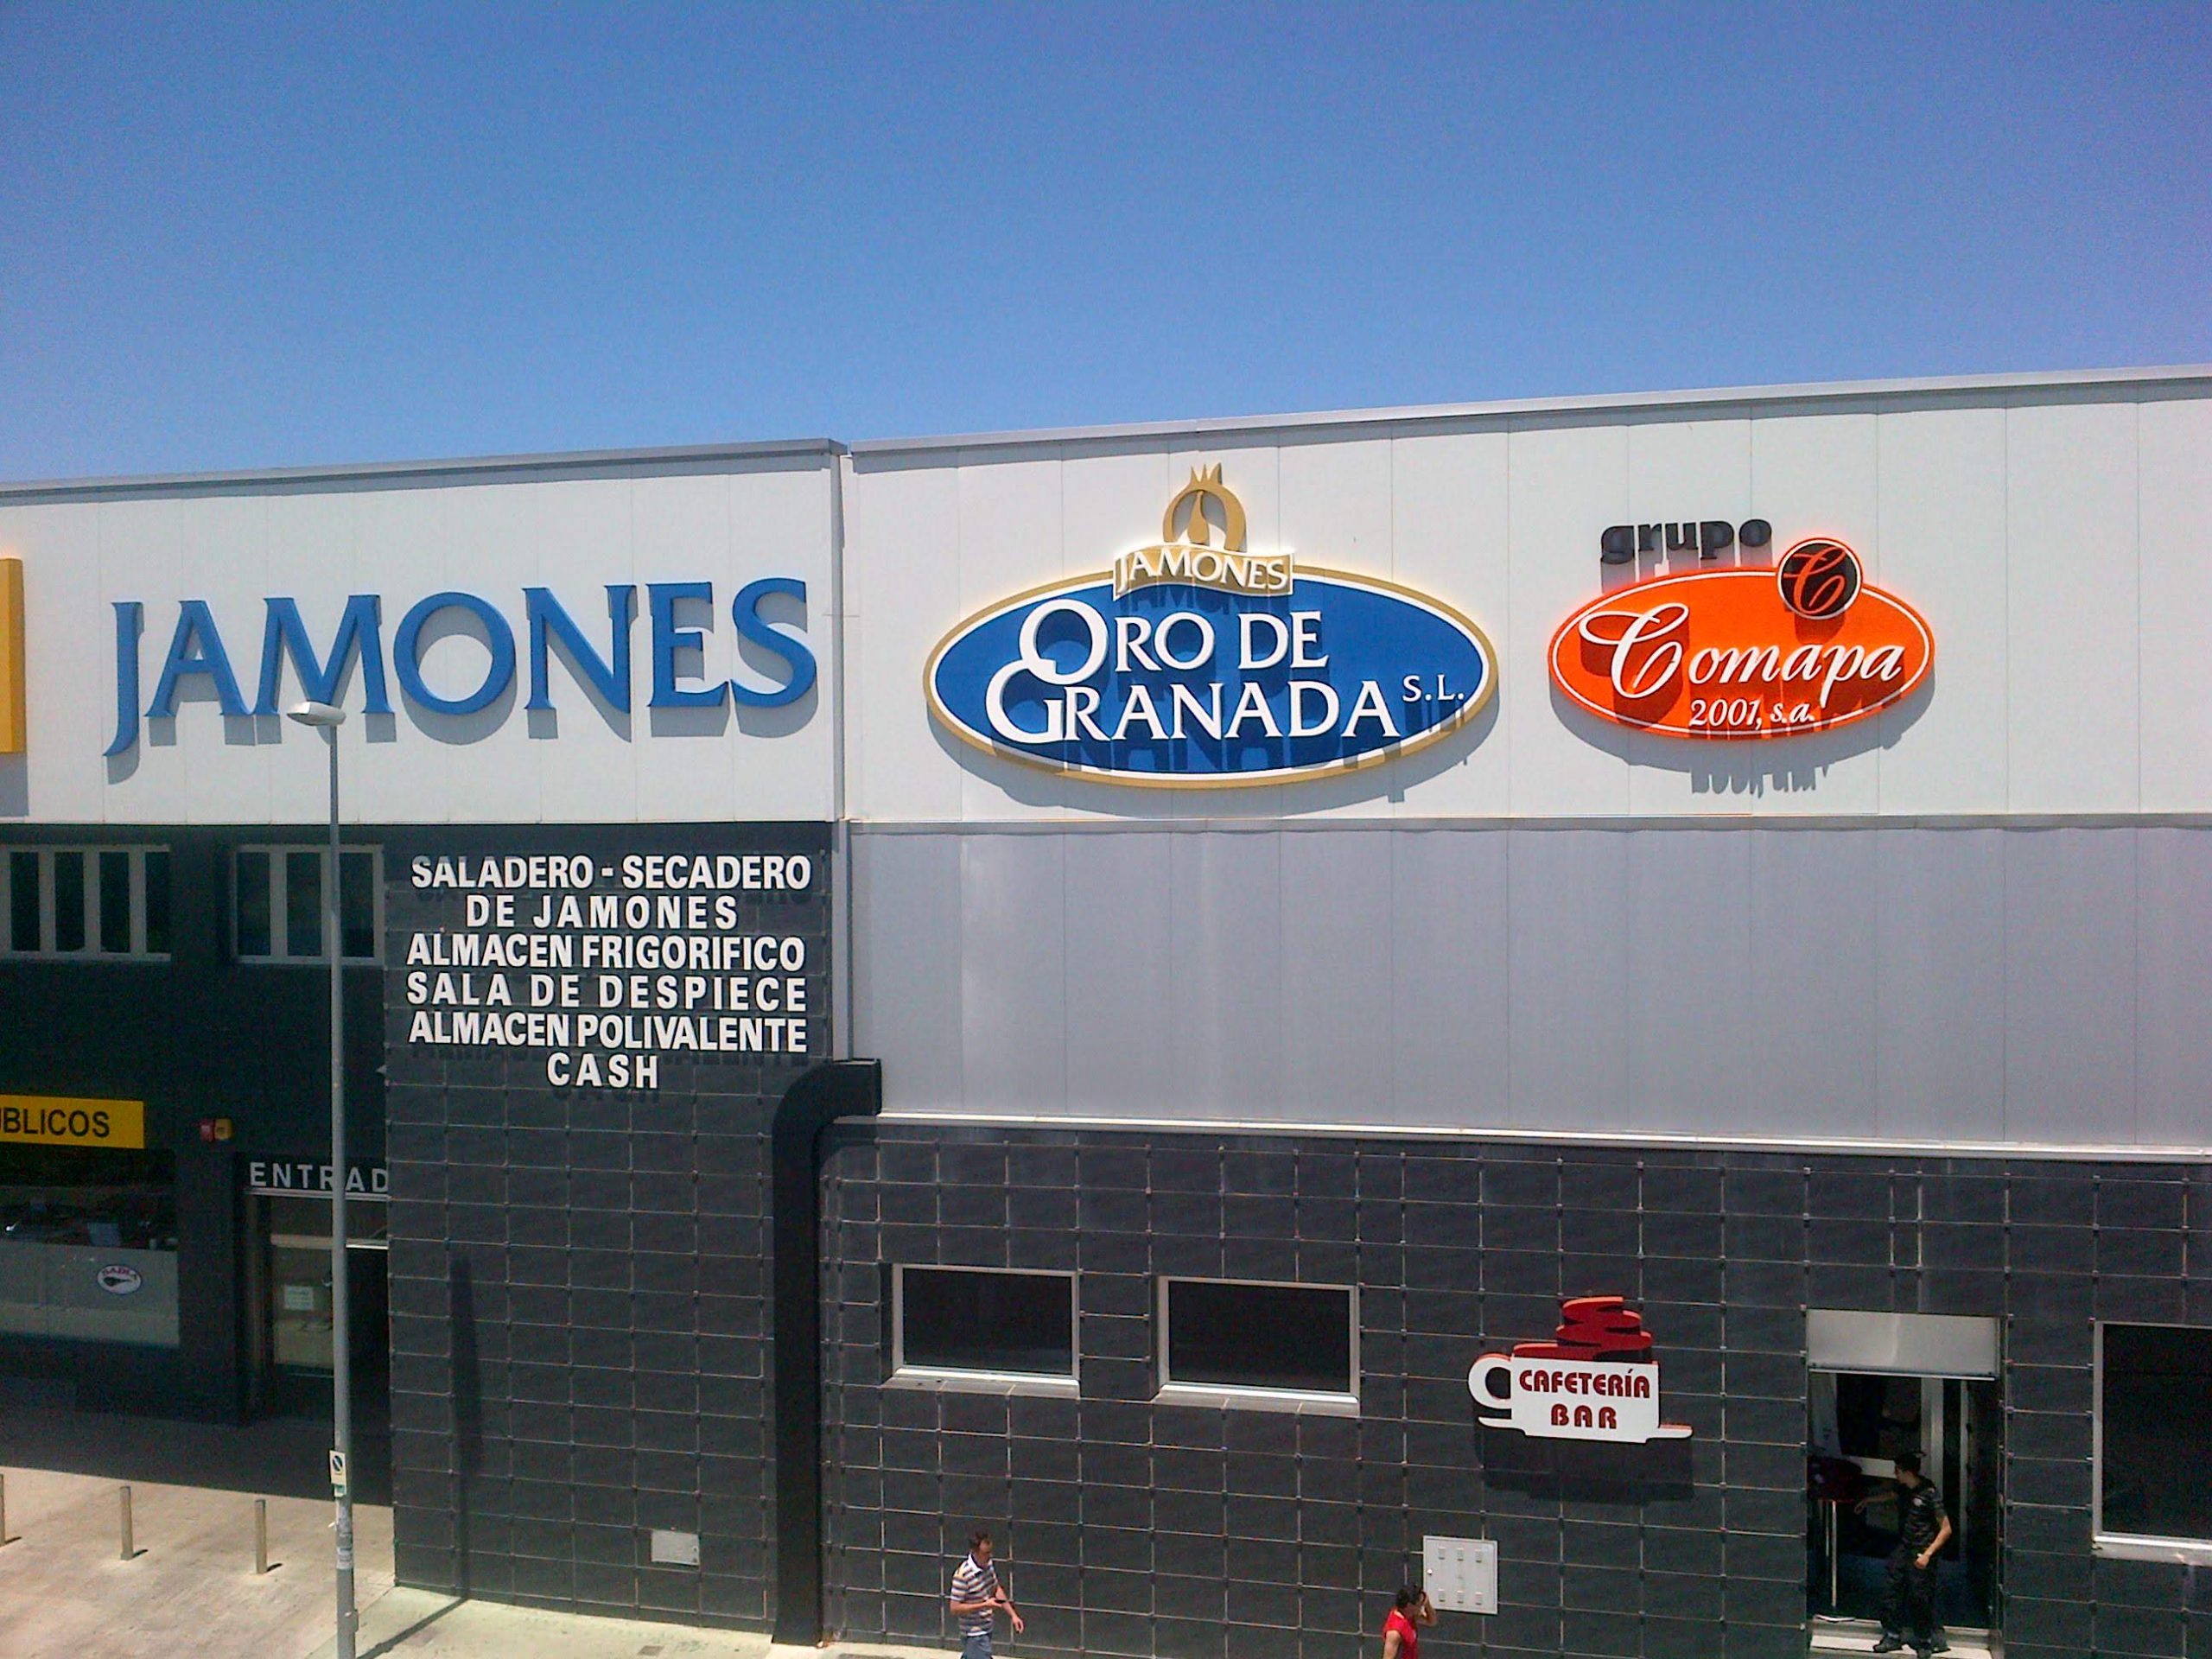 JAMONES
JAMONES
ORO DE
GRANADA S.L.
grupo
C
Comapa
2001, s.a.
SALADERO - SECADERO
DE JAMONES
ALMACEN FRIGORIFICO
SALA DE DESPIECE
ALMACEN POLIVALENTE
CASH
ÚBLICOS
ENTRAD
CAFETERÍA
BAR